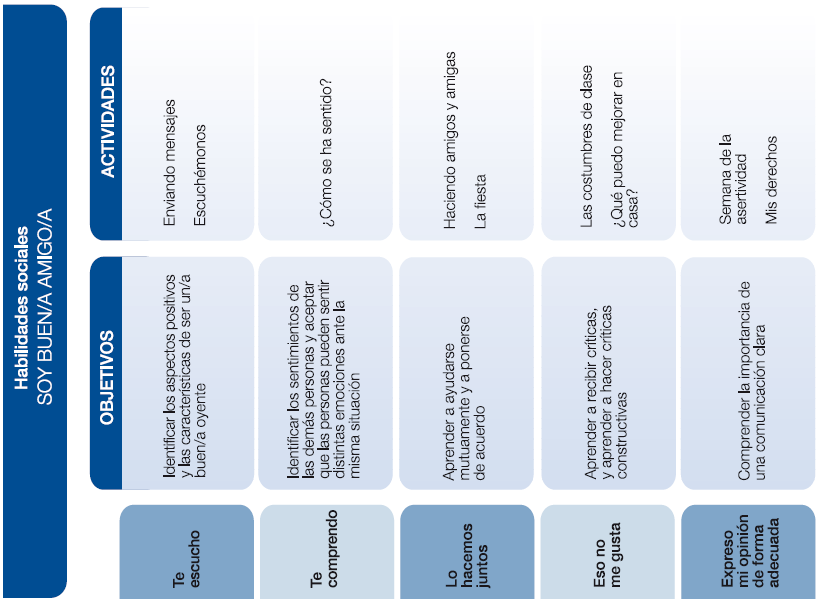 Habilidades sociales
SOY BUEN/A AMIGO/A
OBJETIVOS
ACTIVIDADES
Te
escucho
Identificar los aspectos positivos
y las características de ser un/a
buen/a oyente
Enviando mensajes
Escuchémonos
Te
comprendo
Identificar los sentimientos de
las demás personas y aceptar
que las personas pueden sentir
distintas emociones ante la
misma situación
¿Cómo se ha sentido?
Lo
hacemos
juntos
Aprender a ayudarse
mutuamente y a ponerse
de acuerdo
Haciendo amigos y amigas
La fiesta
Eso no
me gusta
Aprender a recibir críticas,
y aprender a hacer críticas
constructivas
Las costumbres de clase
¿Qué puedo mejorar en
casa?
Expreso
mi opinión
de forma
adecuada
Comprender la importancia de
una comunicación clara
Semana de la
asertividad
Mis derechos